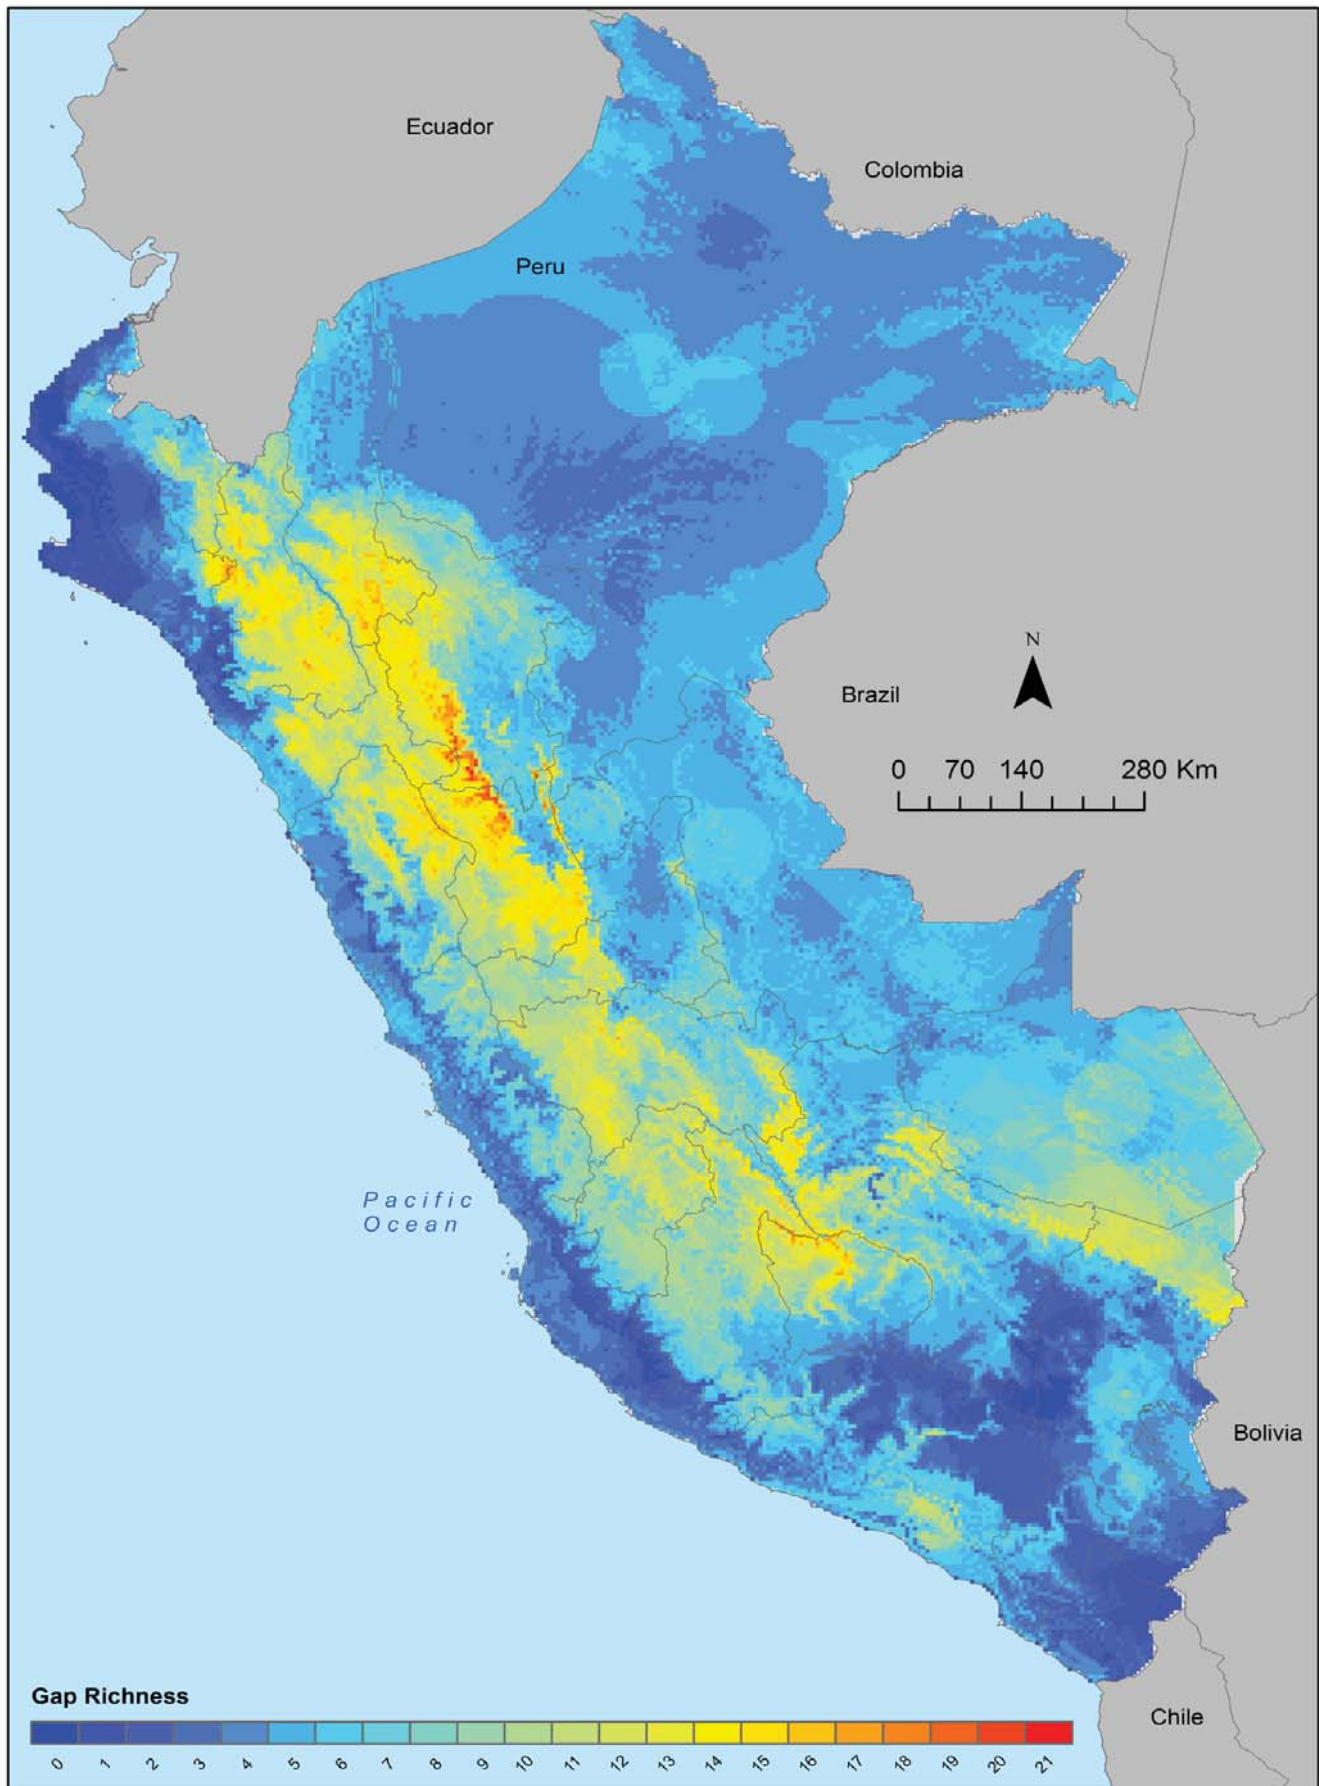 Ecuador
Colombia
Peru
N
Brazil
0 70 140 280 Km
Pacific
Ocean
Bolivia
Gap Richness
Chile
0 1 2 3 4 5 6 7 8 9 10 11 12 13 14 15 16 17 18 19 20 21